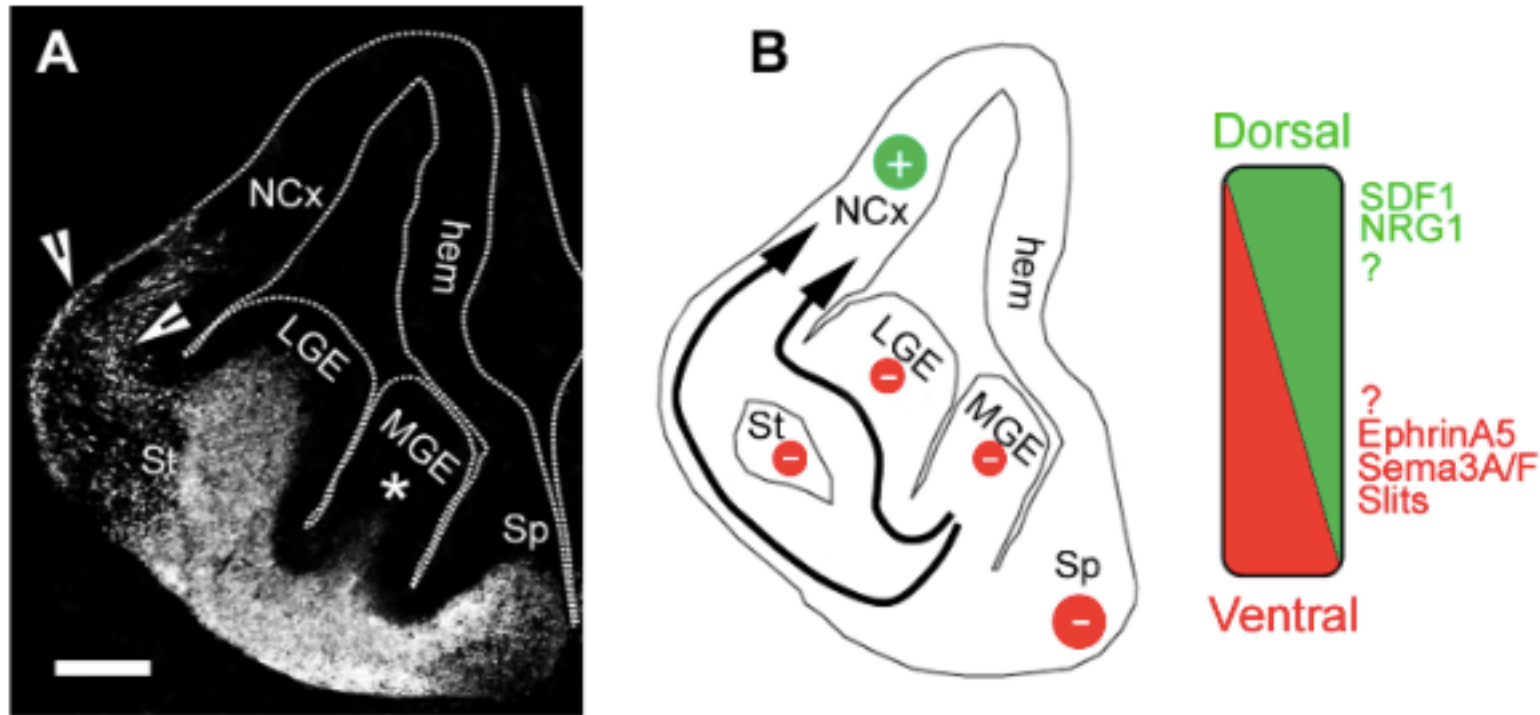 A
NCx
hem
LGE
MGE
*
St
Sp
B
+
NCx
hem
LGE
-
St
-
MGE
-
Sp
-
Dorsal
SDF1
NRG1
?
?
EphrinA5
Sema3A/F
Slits
Ventral